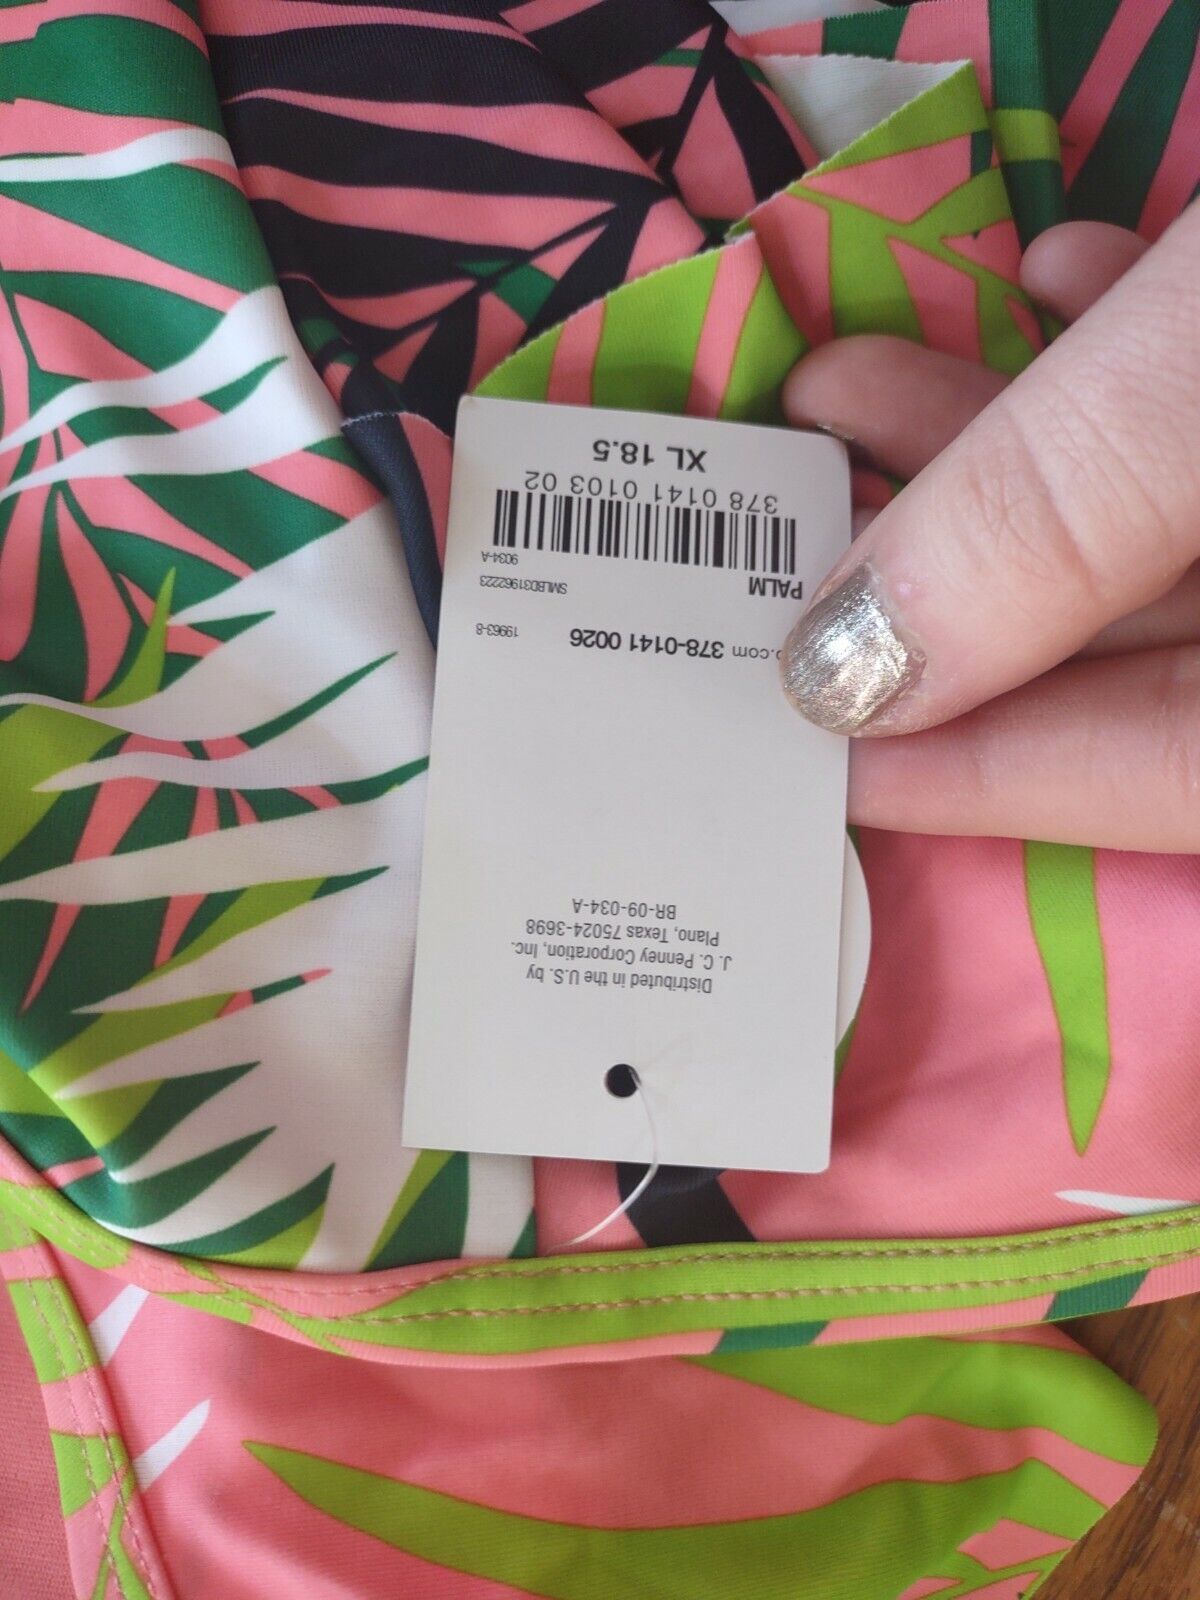 Distributed in the U.S. by
J. C. Penney Corporation, Inc.
Plano, Texas 75024-3698
BR-09-034-A
.com 378-0141 0026 19963-8
PALM SMLBD31962223
9034-A
378 0141 0103 02
XL 18.5